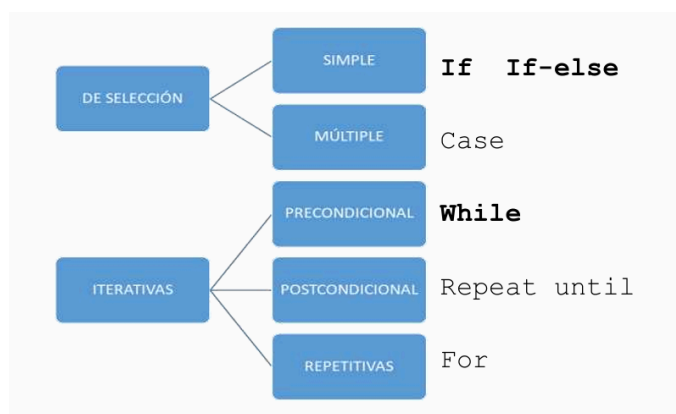 DE SELECCIÓN
SIMPLE
If If-else
MÚLTIPLE
Case
ITERATIVAS
PRECONDICIONAL
While
POSTCONDICIONAL
Repeat until
REPETITIVAS
For